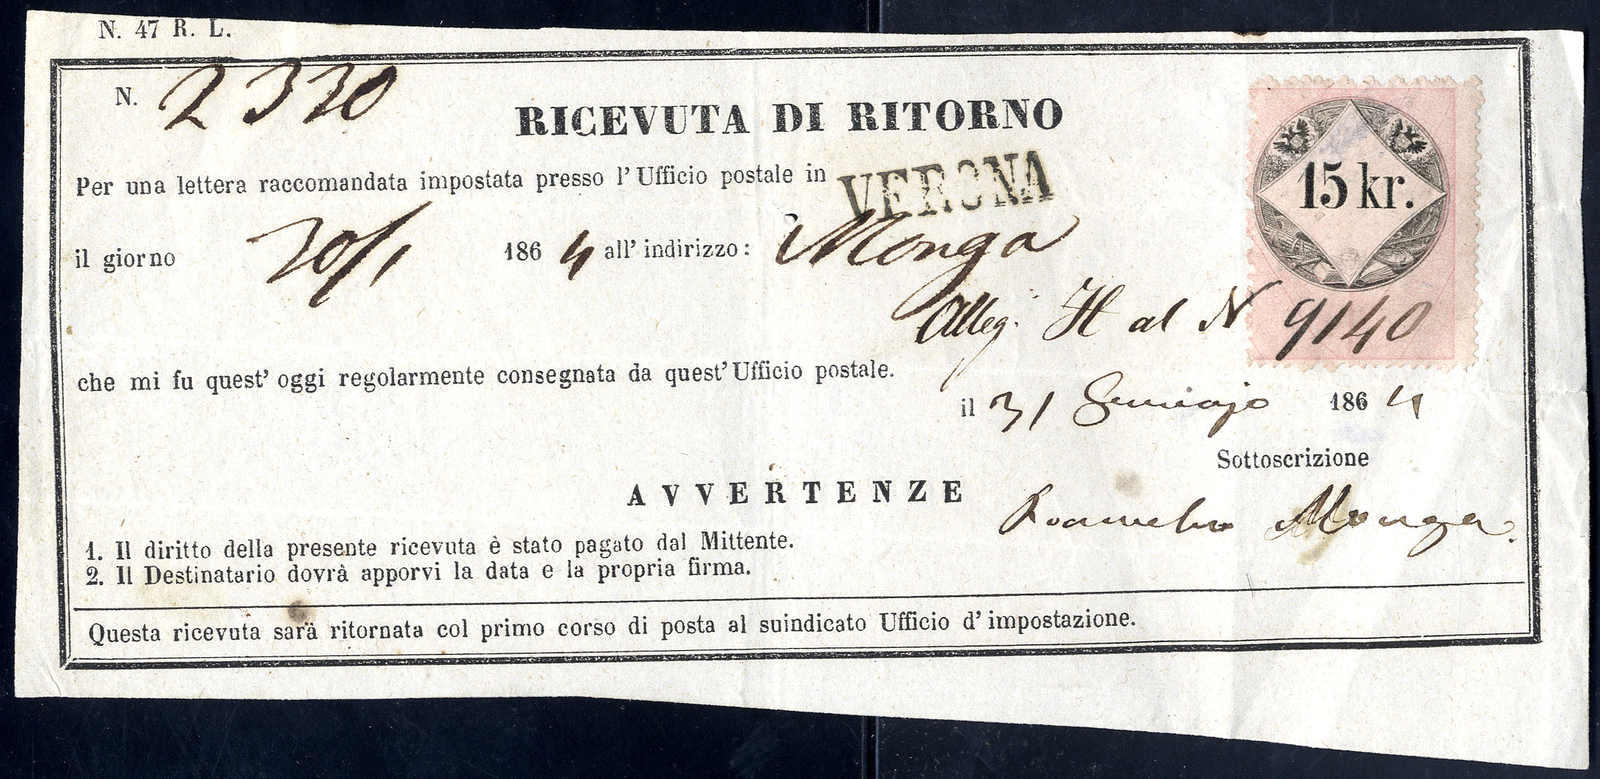 N. 47 R. L.
N. 2330
RICEVUTA DI RITORNO
15 kr.
Per una lettera raccomandata impostata presso l'Ufficio postale in VERONA
il giorno 30/1 1864 all' indirizzo: Monga
Alleg. H al N 9140
che mi fu quest' oggi regolarmente consegnata da quest' Ufficio postale.
il 31 Gennajo 1864
Sottoscrizione
Monga.
AVVERTENZE
1. Il diritto della presente ricevuta è stato pagato dal Mittente.
2. Il Destinatario dovrà apporvi la data e la propria firma.
Questa ricevuta sarà ritornata col primo corso di posta al suindicato Ufficio d' impostazione.